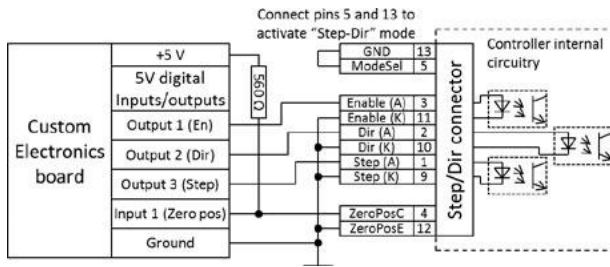 Connect pins 5 and 13 to
activate "Step-Dir" mode
Custom
Electronics
board
+5 V
5V digital
Inputs/outputs
Output 1 (En)
Output 2 (Dir)
Output 3 (Step)
Input 1 (Zero pos)
Ground
560 Ω
GND 13
ModeSel 5
Enable (A) 3
Enable (K) 11
Dir (A) 2
Dir (K) 10
Step (A) 1
Step (K) 9
ZeroPosC 4
ZeroPosE 12
Step/Dir connector
Controller internal
circuitry